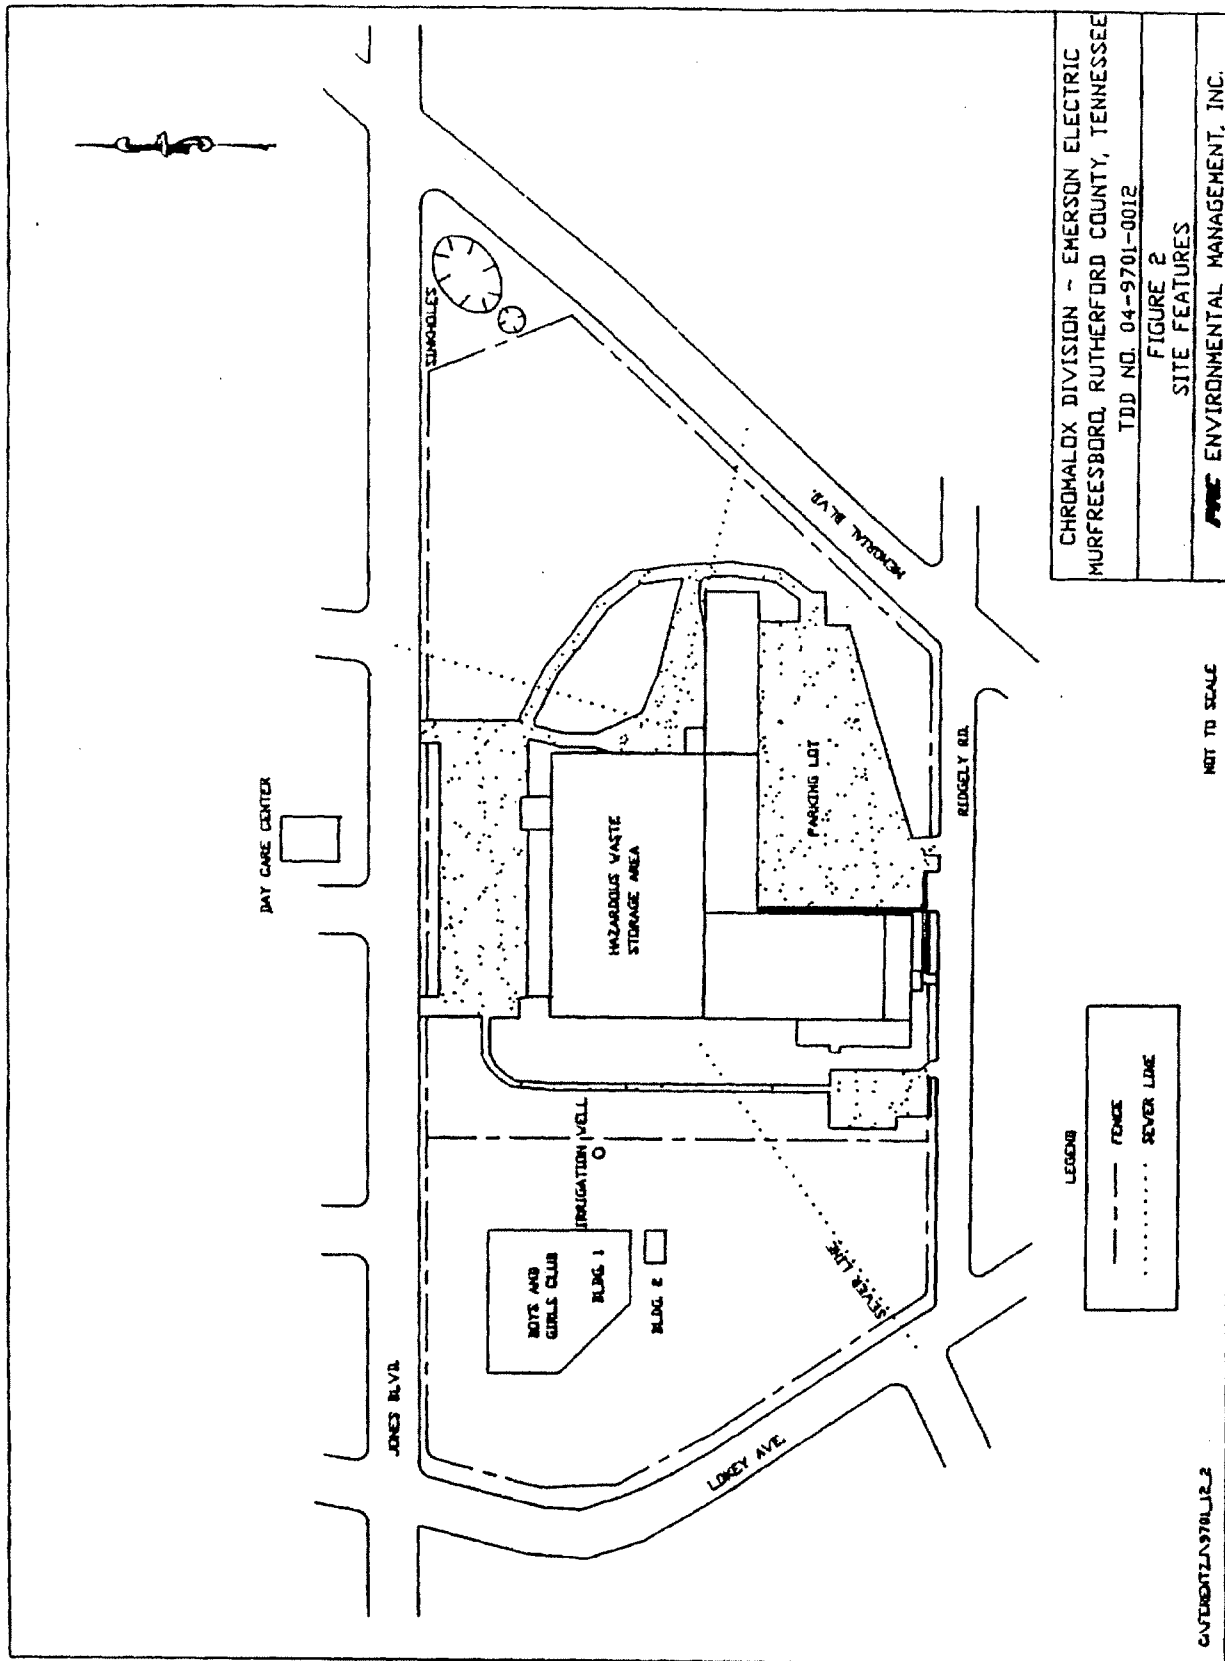 SINKHOLES
DAY CARE CENTER
MEMORIAL BLVD.
HAZARDOUS WASTE
STORAGE AREA
PARKING LOT
RIDGELY RD.
IRRIGATION WELL
BOYS AND
GIRLS CLUB
BLDG. 1
BLDG. 2
SEWER LINE
JONES BLVD.
LOKEY AVE.
LEGEND
FENCE
SEWER LINE
NOT TO SCALE
CHROMALOX DIVISION - EMERSON ELECTRIC
MURFREESBORO, RUTHERFORD COUNTY, TENNESSEE
TDD NO. 04-9701-0012
FIGURE 2
SITE FEATURES
ENVIRONMENTAL MANAGEMENT, INC.